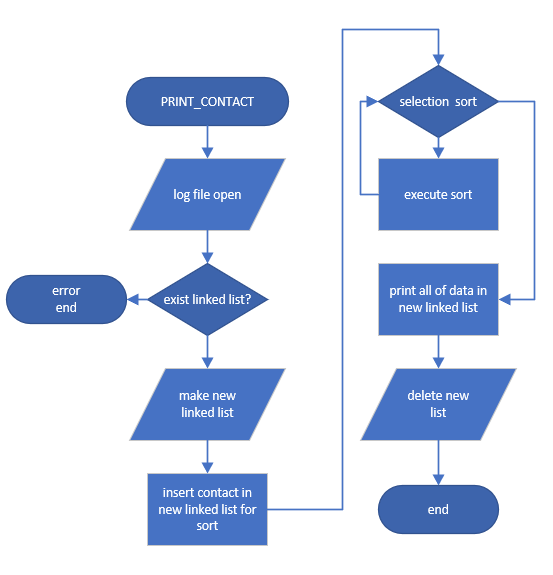 PRINT_CONTACT
log file open
exist linked list?
error
end
make new
linked list
insert contact in
new linked list for
sort
selection sort
execute sort
print all of data in
new linked list
delete new
list
end